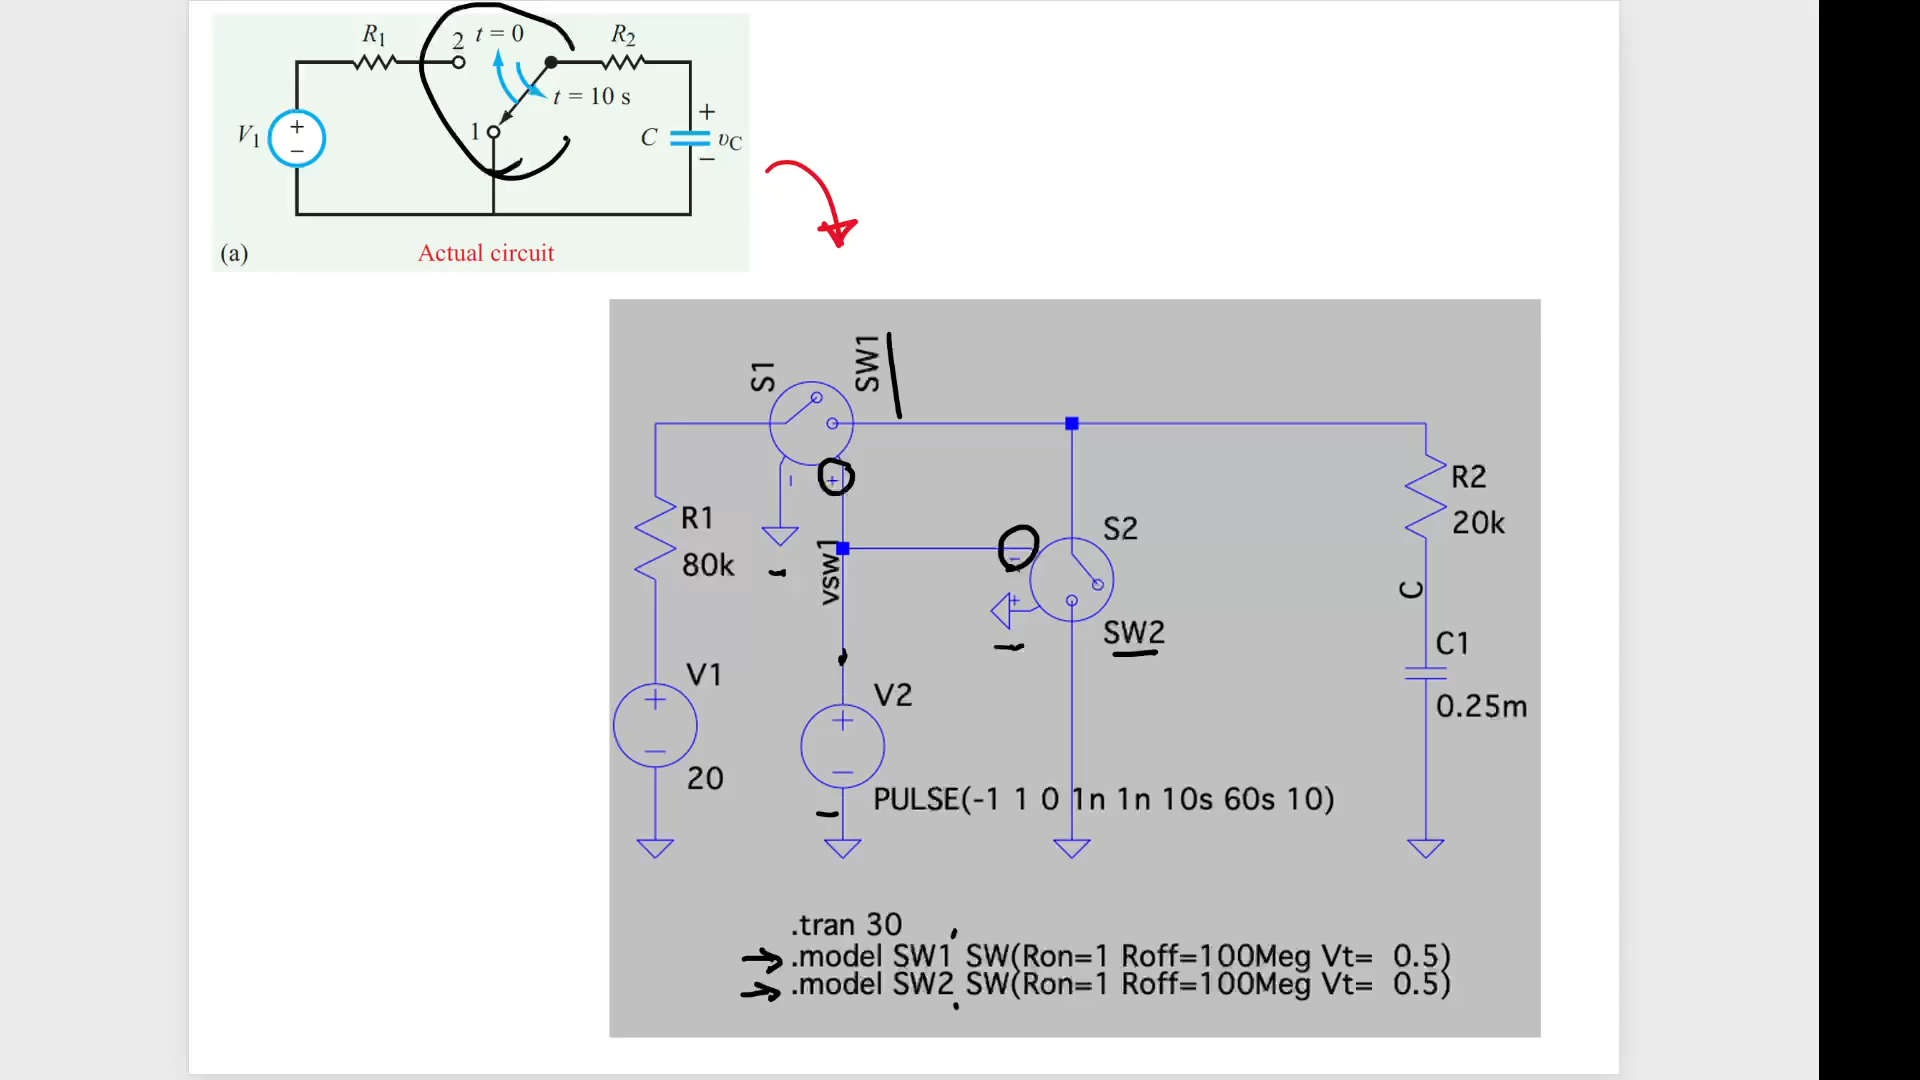 R1
2 t = 0
R2
t = 10 s
+
1
V1
+
−
C
υC
−
(a)
Actual circuit
S1
SW1
R2
20k
R1
80k
−
+
vsw1
−
+
S2
SW2
C
C1
0.25m
V1
+
−
20
V2
+
−
PULSE(-1 1 0 1n 1n 10s 60s 10)
.tran 30
.model SW1 SW(Ron=1 Roff=100Meg Vt= 0.5)
.model SW2 SW(Ron=1 Roff=100Meg Vt= 0.5)